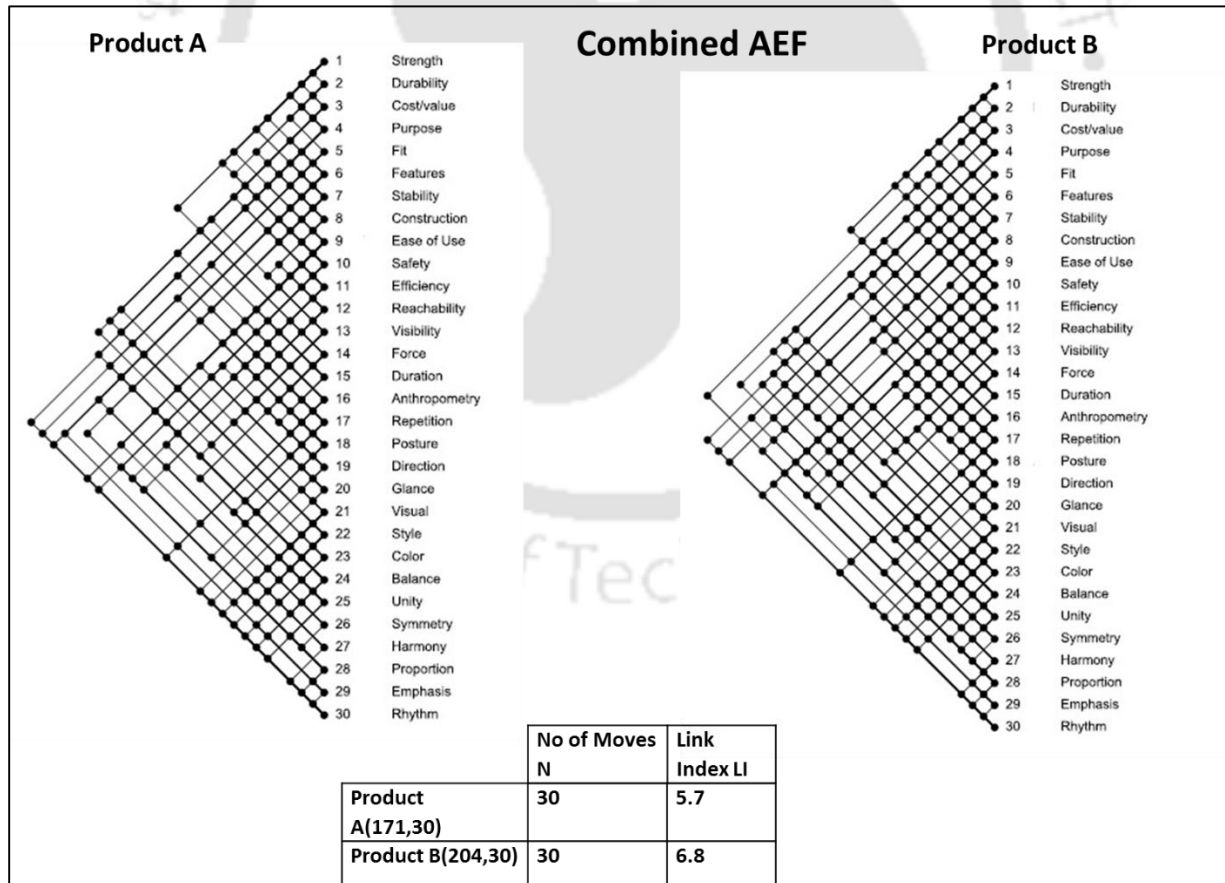 Product A
Combined AEF
Product B
1 Strength
2 Durability
3 Cost/value
4 Purpose
5 Fit
6 Features
7 Stability
8 Construction
9 Ease of Use
10 Safety
11 Efficiency
12 Reachability
13 Visibility
14 Force
15 Duration
16 Anthropometry
17 Repetition
18 Posture
19 Direction
20 Glance
21 Visual
22 Style
23 Color
24 Balance
25 Unity
26 Symmetry
27 Harmony
28 Proportion
29 Emphasis
30 Rhythm
1 Strength
2 Durability
3 Cost/value
4 Purpose
5 Fit
6 Features
7 Stability
8 Construction
9 Ease of Use
10 Safety
11 Efficiency
12 Reachability
13 Visibility
14 Force
15 Duration
16 Anthropometry
17 Repetition
18 Posture
19 Direction
20 Glance
21 Visual
22 Style
23 Color
24 Balance
25 Unity
26 Symmetry
27 Harmony
28 Proportion
29 Emphasis
30 Rhythm
f Tec
No of Moves
N
Link
Index LI
Product
A(171,30)
30
5.7
Product B(204,30)
30
6.8